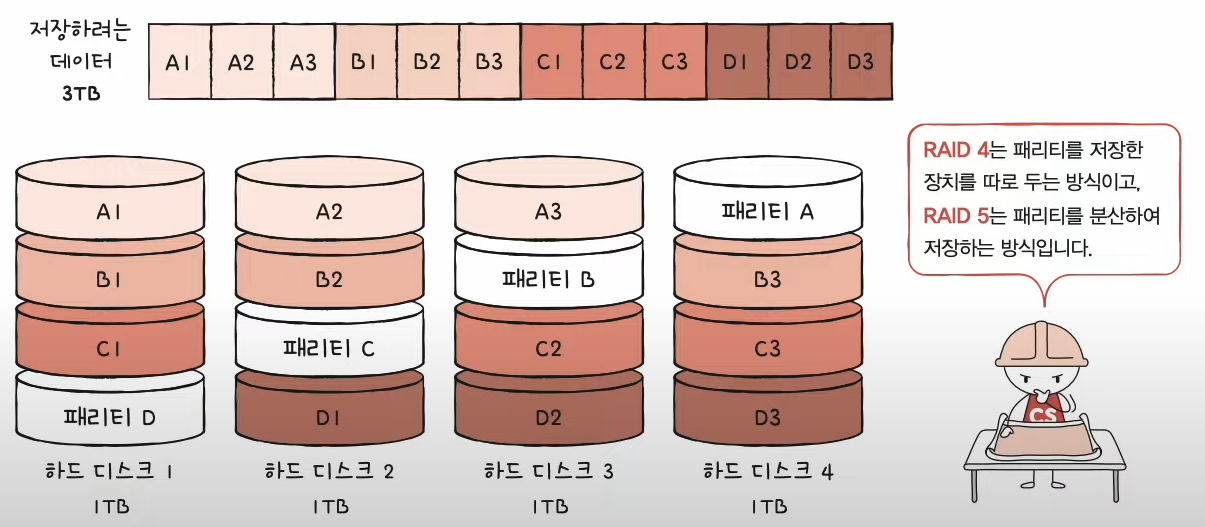 저장하려는
데이터
3TB
A1 A2 A3 B1 B2 B3 C1 C2 C3 D1 D2 D3
RAID 4는 패리티를 저장한
장치를 따로 두는 방식이고,
RAID 5는 패리티를 분산하여
저장하는 방식입니다.
A1 A2 A3 패리티 A
B1 B2 패리티 B B3
C1 패리티 C C2 C3
패리티 D D1 D2 D3
CS
하드 디스크 1 하드 디스크 2 하드 디스크 3 하드 디스크 4
1TB 1TB 1TB 1TB